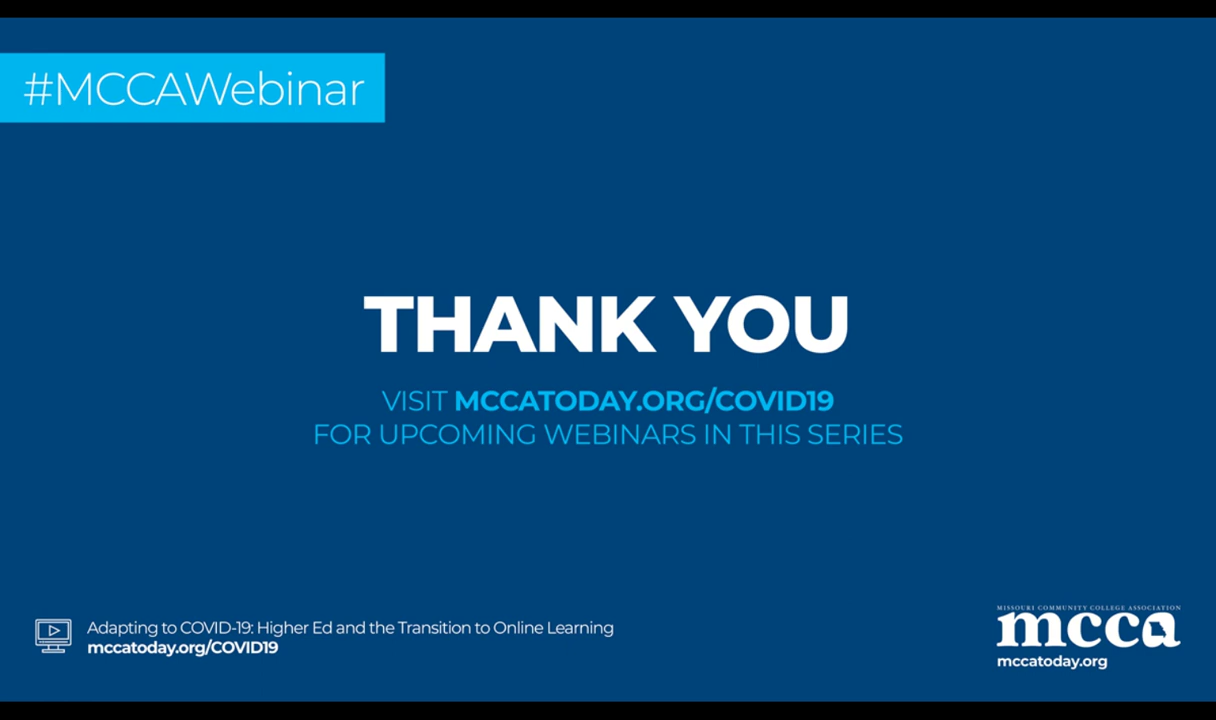 #MCCAWebinar
THANK YOU
VISIT MCCATODAY.ORG/COVID19
FOR UPCOMING WEBINARS IN THIS SERIES
Adapting to COVID-19: Higher Ed and the Transition to Online Learning
mccatoday.org/COVID19
MISSOURI COMMUNITY COLLEGE ASSOCIATION
mcca
mccatoday.org